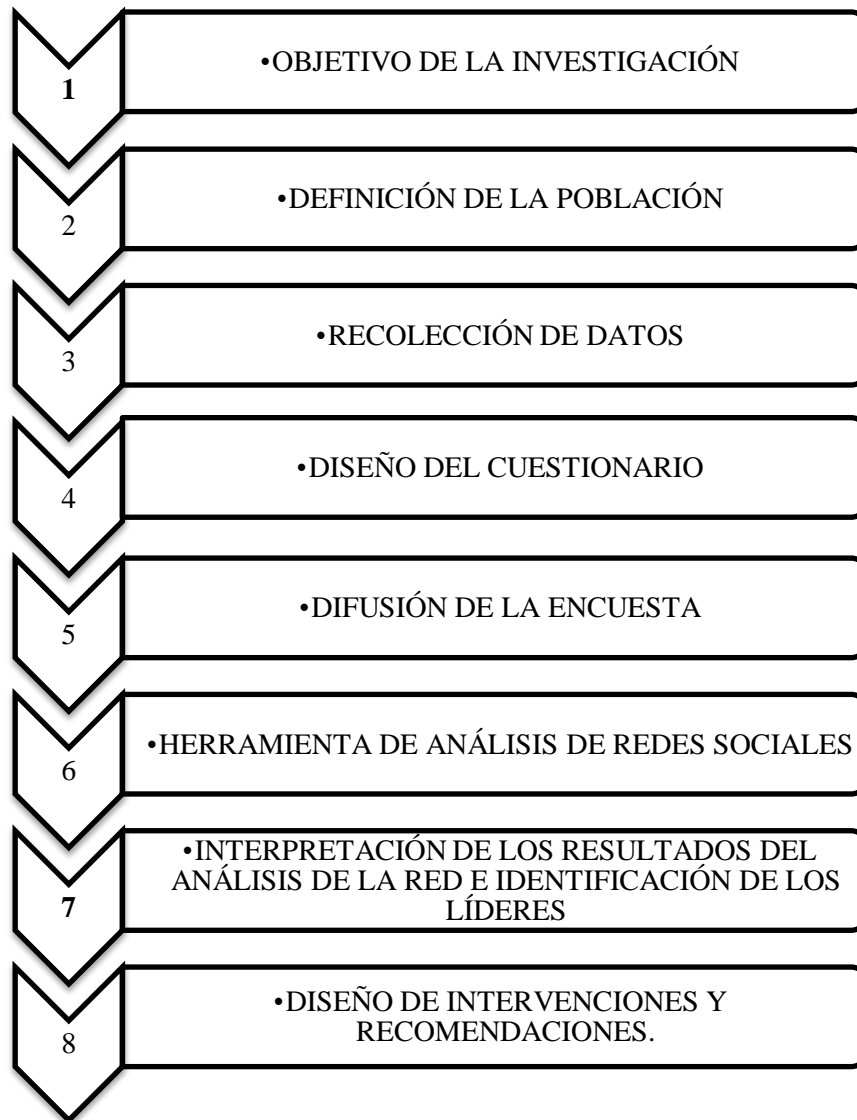 1
•OBJETIVO DE LA INVESTIGACIÓN
2
•DEFINICIÓN DE LA POBLACIÓN
3
•RECOLECCIÓN DE DATOS
4
•DISEÑO DEL CUESTIONARIO
5
•DIFUSIÓN DE LA ENCUESTA
6
•HERRAMIENTA DE ANÁLISIS DE REDES SOCIALES
7
•INTERPRETACIÓN DE LOS RESULTADOS DEL
ANÁLISIS DE LA RED E IDENTIFICACIÓN DE LOS
LÍDERES
8
•DISEÑO DE INTERVENCIONES Y
RECOMENDACIONES.